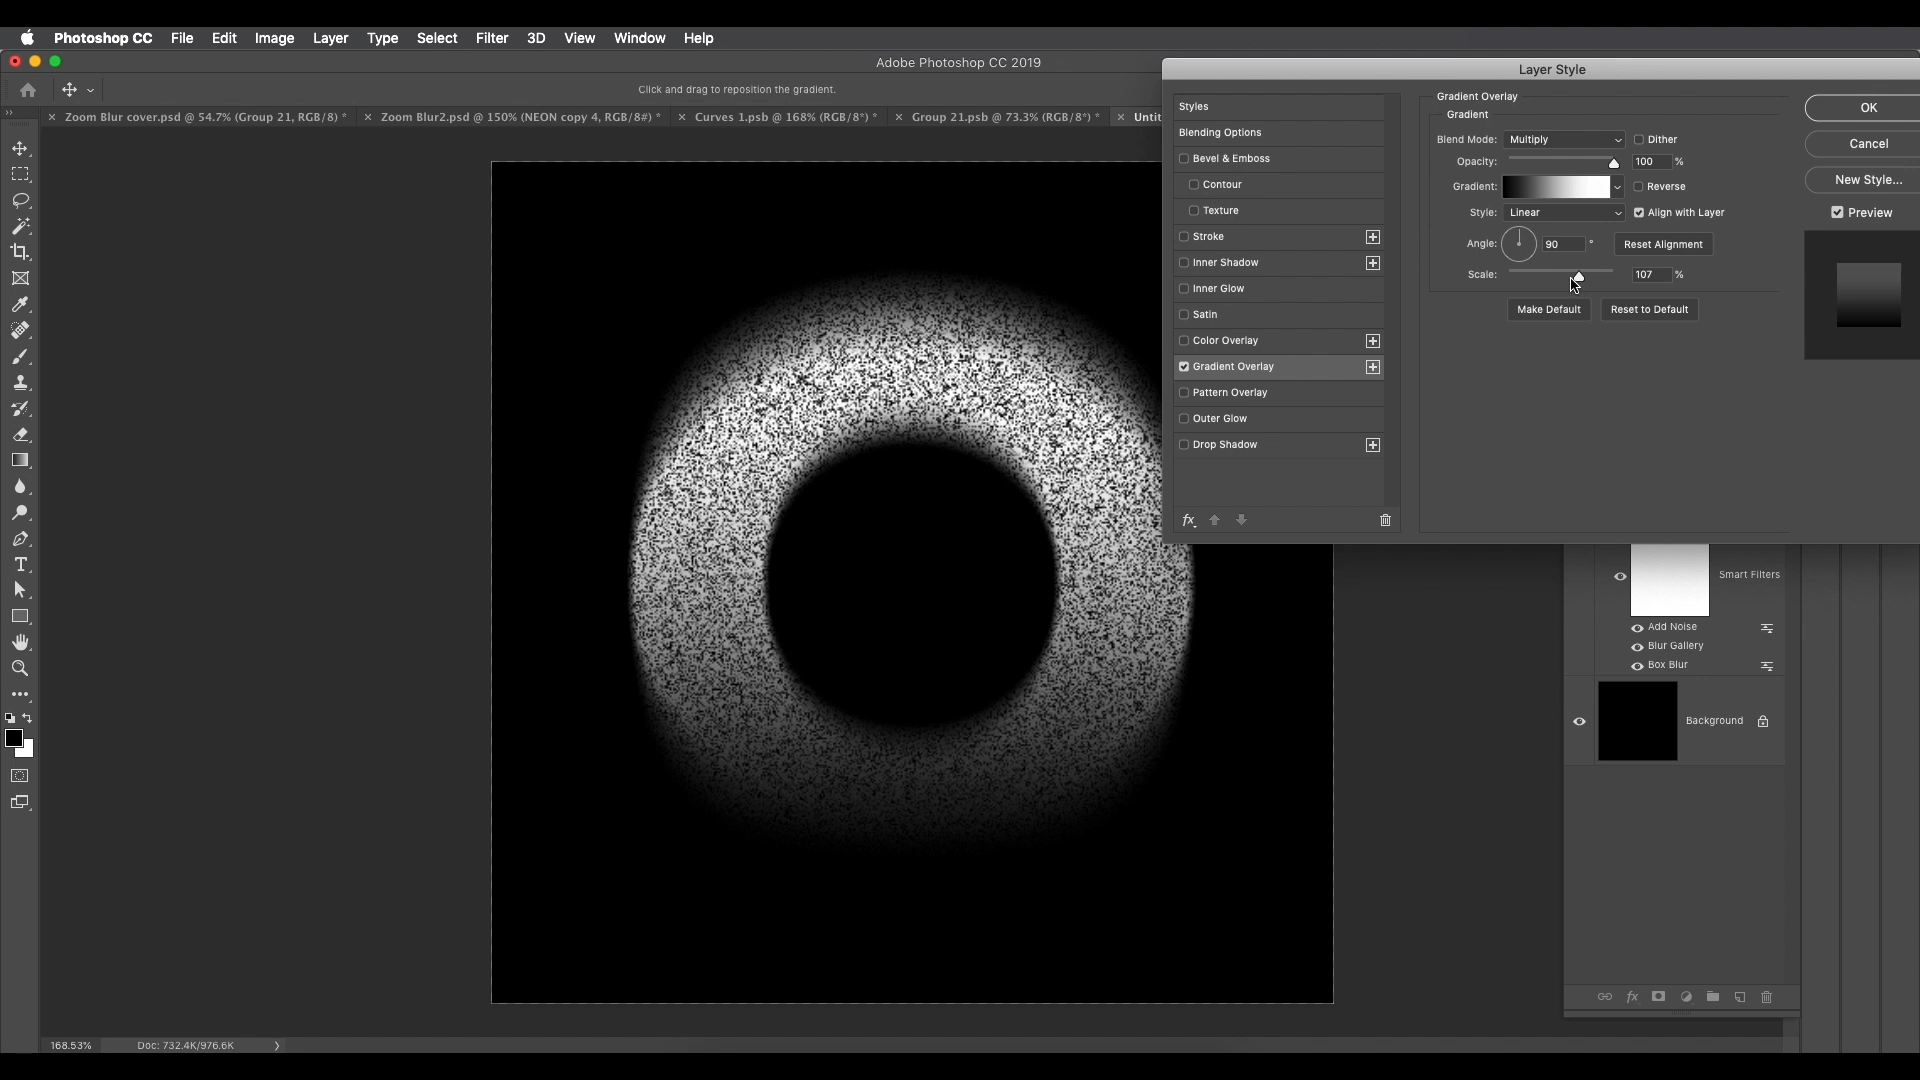 Photoshop CC File Edit Image Layer Type Select Filter 3D View Window Help
Adobe Photoshop CC 2019
Click and drag to reposition the gradient.
Zoom Blur cover.psd @ 54.7% (Group 21, RGB/8) * Zoom Blur2.psd @ 150% (NEON copy 4, RGB/8#) * Curves 1.psb @ 168% (RGB/8*) * Group 21.psb @ 73.3% (RGB/8*) * Untit
Layer Style
Styles
Blending Options
Bevel & Emboss
Contour
Texture
Stroke
Inner Shadow
Inner Glow
Satin
Color Overlay
Gradient Overlay
Pattern Overlay
Outer Glow
Drop Shadow
fx
Gradient Overlay
Gradient
Blend Mode: Multiply Dither
Opacity: 100 %
Gradient: Reverse
Style: Linear Align with Layer
Angle: 90 ° Reset Alignment
Scale: 107 %
Make Default Reset to Default
OK
Cancel
New Style...
Preview
Smart Filters
Add Noise
Blur Gallery
Box Blur
Background
fx
168.53% Doc: 732.4K/976.6K